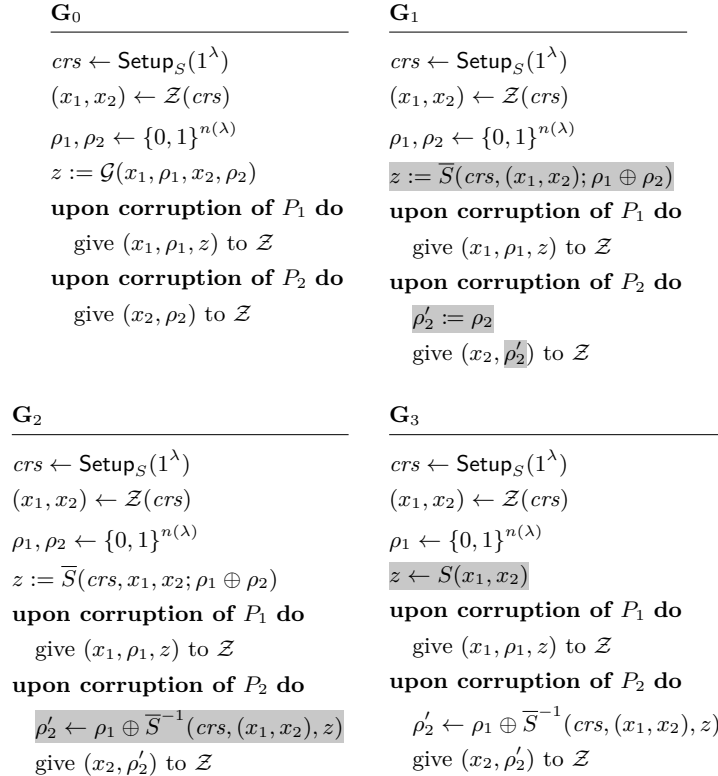 G₀
crs ← Setup_S(1^λ)
(x₁, x₂) ← 𝒵(crs)
ρ₁, ρ₂ ← {0, 1}^{n(λ)}
z := 𝒢(x₁, ρ₁, x₂, ρ₂)
upon corruption of P₁ do
give (x₁, ρ₁, z) to 𝒵
upon corruption of P₂ do
give (x₂, ρ₂) to 𝒵
G₁
crs ← Setup_S(1^λ)
(x₁, x₂) ← 𝒵(crs)
ρ₁, ρ₂ ← {0, 1}^{n(λ)}
z := S̅(crs, (x₁, x₂); ρ₁ ⊕ ρ₂)
upon corruption of P₁ do
give (x₁, ρ₁, z) to 𝒵
upon corruption of P₂ do
ρ′₂ := ρ₂
give (x₂, ρ′₂) to 𝒵
G₂
crs ← Setup_S(1^λ)
(x₁, x₂) ← 𝒵(crs)
ρ₁, ρ₂ ← {0, 1}^{n(λ)}
z := S̅(crs, x₁, x₂; ρ₁ ⊕ ρ₂)
upon corruption of P₁ do
give (x₁, ρ₁, z) to 𝒵
upon corruption of P₂ do
ρ′₂ ← ρ₁ ⊕ S̅⁻¹(crs, (x₁, x₂), z)
give (x₂, ρ′₂) to 𝒵
G₃
crs ← Setup_S(1^λ)
(x₁, x₂) ← 𝒵(crs)
ρ₁ ← {0, 1}^{n(λ)}
z ← S(x₁, x₂)
upon corruption of P₁ do
give (x₁, ρ₁, z) to 𝒵
upon corruption of P₂ do
ρ′₂ ← ρ₁ ⊕ S̅⁻¹(crs, (x₁, x₂), z)
give (x₂, ρ′₂) to 𝒵